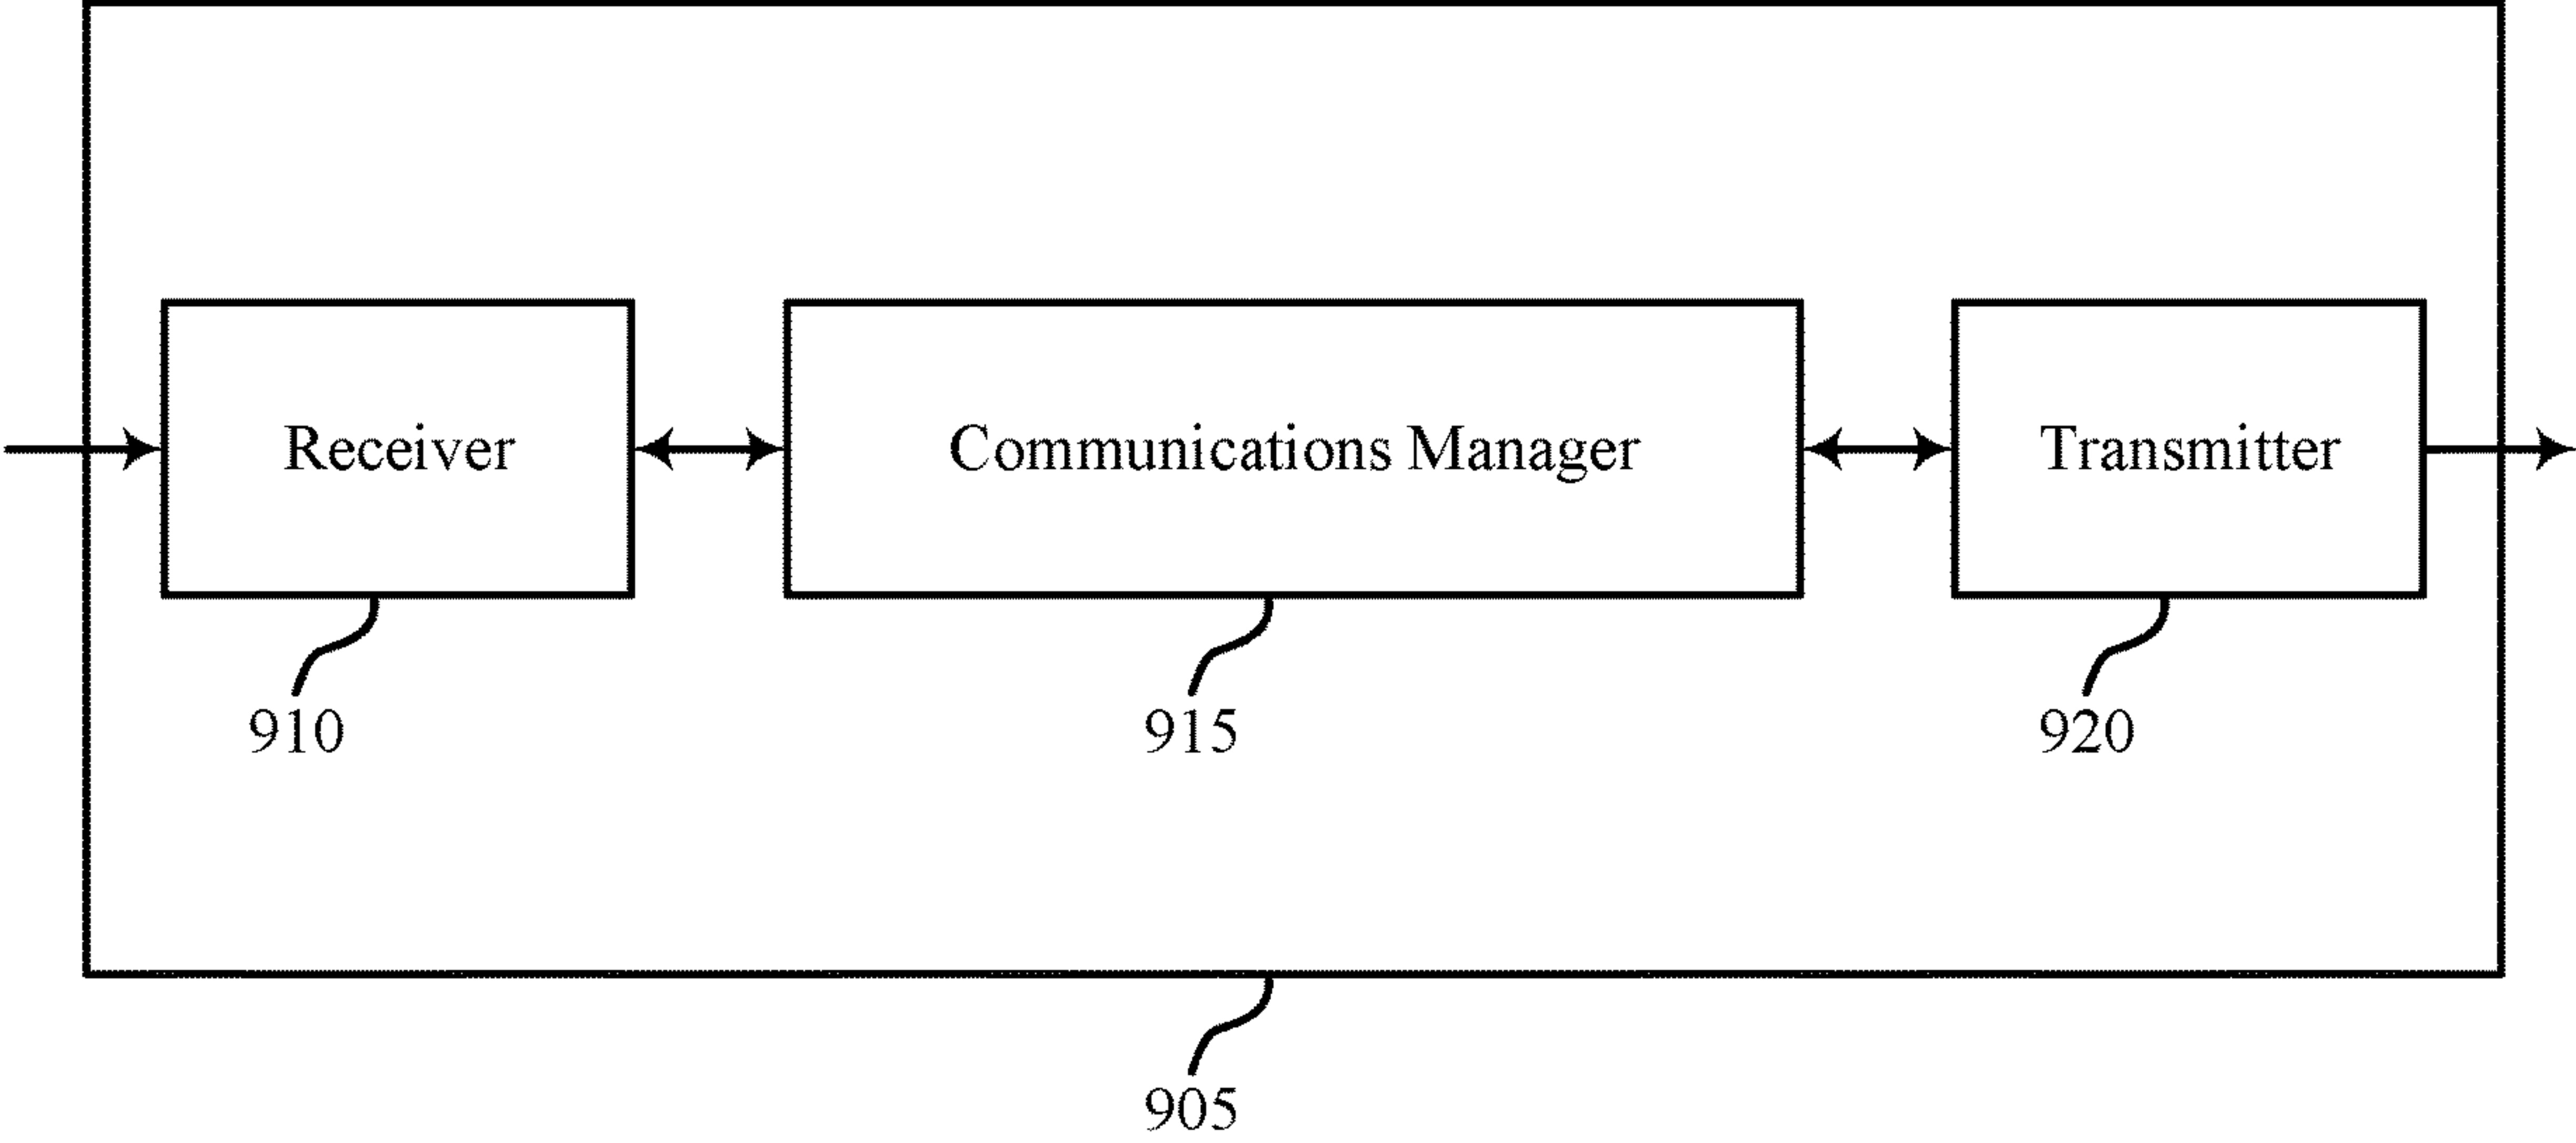 Receiver
Communications Manager
Transmitter
910
915
920
905